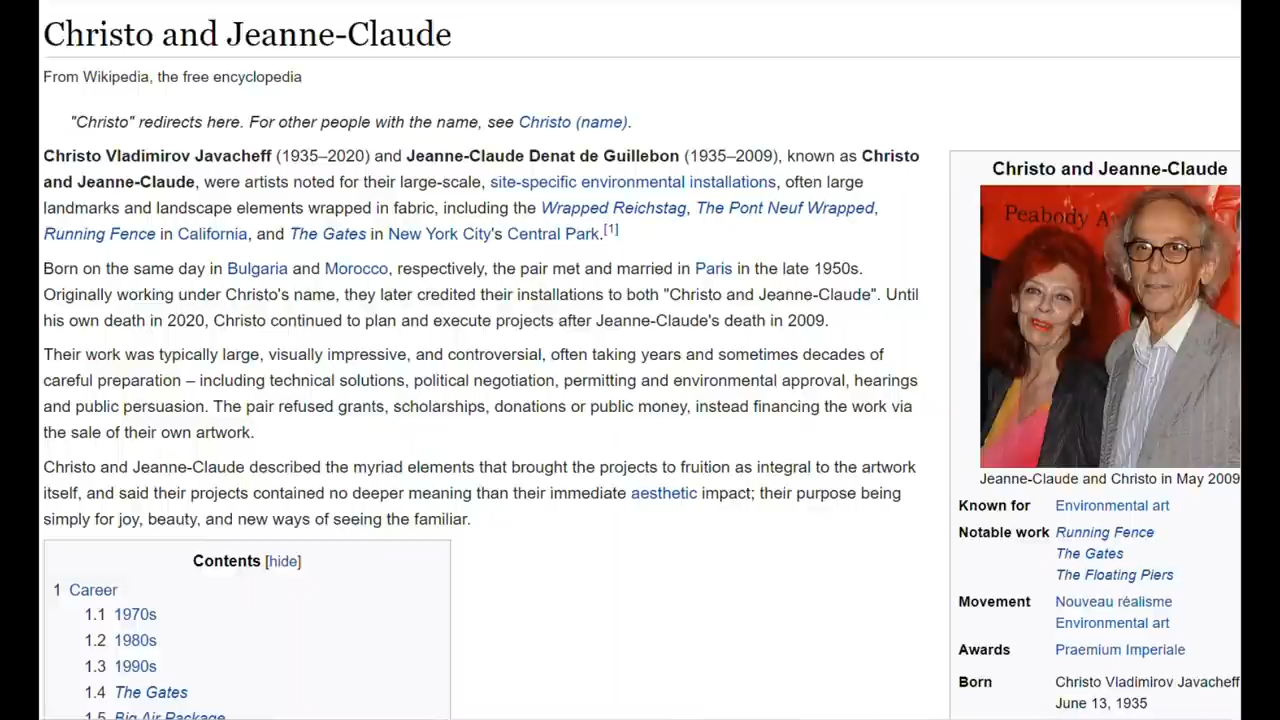 Christo and Jeanne-Claude
From Wikipedia, the free encyclopedia
"Christo" redirects here. For other people with the name, see Christo (name).
Christo Vladimirov Javacheff (1935–2020) and Jeanne-Claude Denat de Guillebon (1935–2009), known as Christo
and Jeanne-Claude, were artists noted for their large-scale, site-specific environmental installations, often large
landmarks and landscape elements wrapped in fabric, including the Wrapped Reichstag, The Pont Neuf Wrapped,
Running Fence in California, and The Gates in New York City's Central Park.[1]
Born on the same day in Bulgaria and Morocco, respectively, the pair met and married in Paris in the late 1950s.
Originally working under Christo's name, they later credited their installations to both "Christo and Jeanne-Claude". Until
his own death in 2020, Christo continued to plan and execute projects after Jeanne-Claude's death in 2009.
Their work was typically large, visually impressive, and controversial, often taking years and sometimes decades of
careful preparation – including technical solutions, political negotiation, permitting and environmental approval, hearings
and public persuasion. The pair refused grants, scholarships, donations or public money, instead financing the work via
the sale of their own artwork.
Christo and Jeanne-Claude described the myriad elements that brought the projects to fruition as integral to the artwork
itself, and said their projects contained no deeper meaning than their immediate aesthetic impact; their purpose being
simply for joy, beauty, and new ways of seeing the familiar.
Contents [hide]
1 Career
1.1 1970s
1.2 1980s
1.3 1990s
1.4 The Gates
1.5 Big Air Package
Christo and Jeanne-Claude
Peabody A
Jeanne-Claude and Christo in May 2009
Known for Environmental art
Notable work Running Fence
The Gates
The Floating Piers
Movement Nouveau réalisme
Environmental art
Awards Praemium Imperiale
Born Christo Vladimirov Javacheff
June 13, 1935